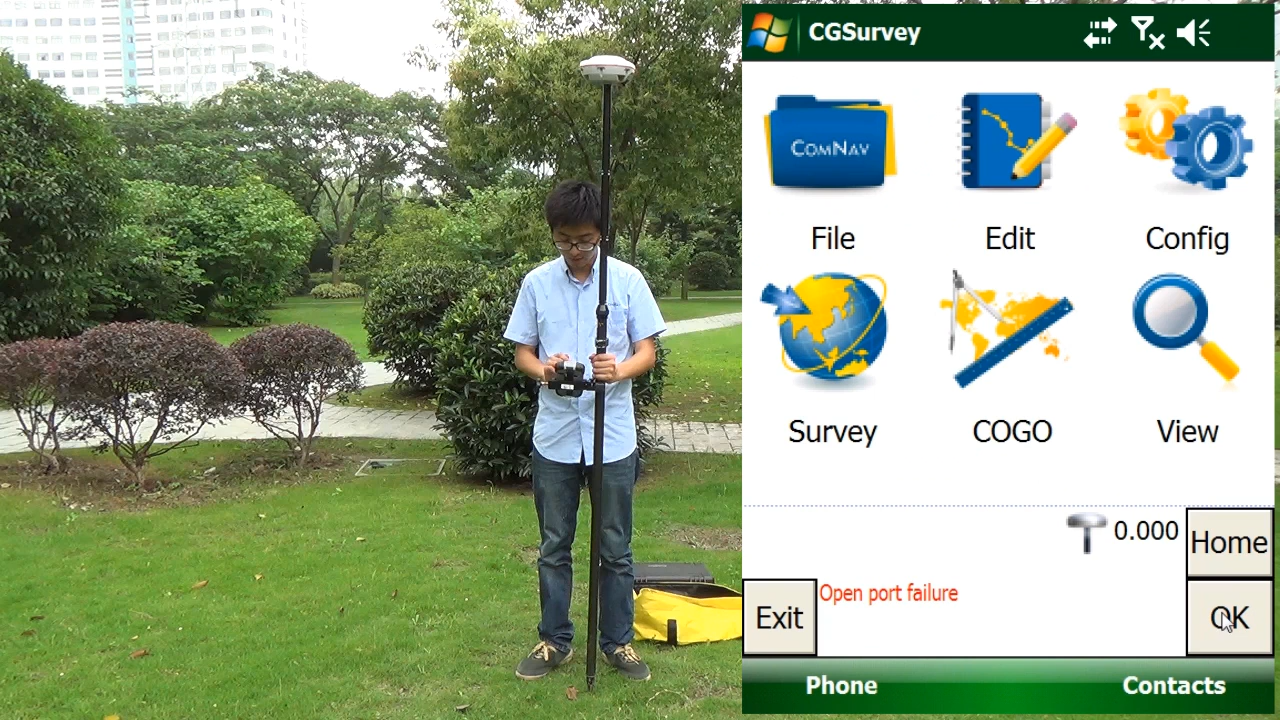 CGSurvey
COMNAV
File
Edit
Config
Survey
COGO
View
0.000
Home
Open port failure
Exit
OK
Phone
Contacts